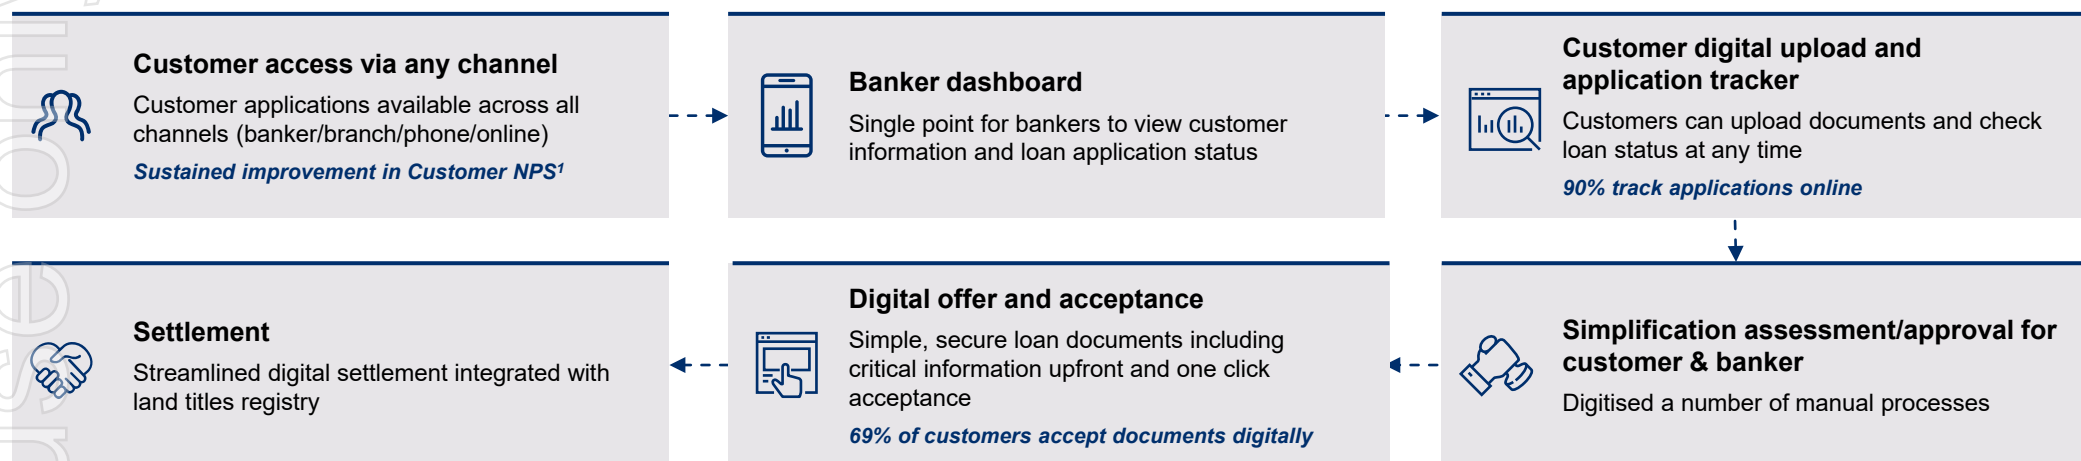 Customer access via any channel
Customer applications available across all
channels (banker/branch/phone/online)
Sustained improvement in Customer NPS¹
Banker dashboard
Single point for bankers to view customer
information and loan application status
Customer digital upload and
application tracker
Customers can upload documents and check
loan status at any time
90% track applications online
Settlement
Streamlined digital settlement integrated with
land titles registry
Digital offer and acceptance
Simple, secure loan documents including
critical information upfront and one click
acceptance
69% of customers accept documents digitally
Simplification assessment/approval for
customer & banker
Digitised a number of manual processes